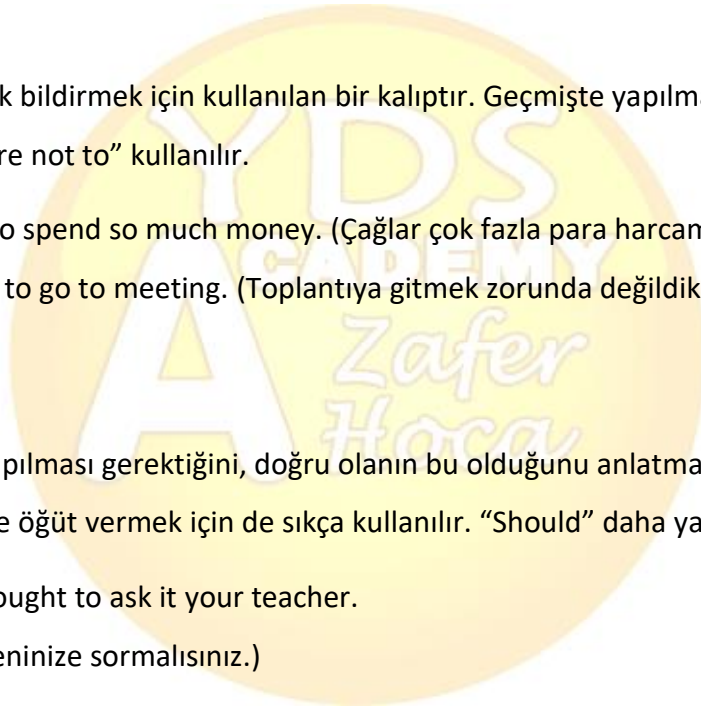 k bildirmek için kullanılan bir kalıptır. Geçmişte yapılma
re not to” kullanılır.
o spend so much money. (Çağlar çok fazla para harcam
to go to meeting. (Toplantıya gitmek zorunda değildik
pılması gerektiğini, doğru olanın bu olduğunu anlatma
e öğüt vermek için de sıkça kullanılır. “Should” daha ya
ought to ask it your teacher.
eninize sormalısınız.)
YDS
ACADEMY
A Zafer
Hoca